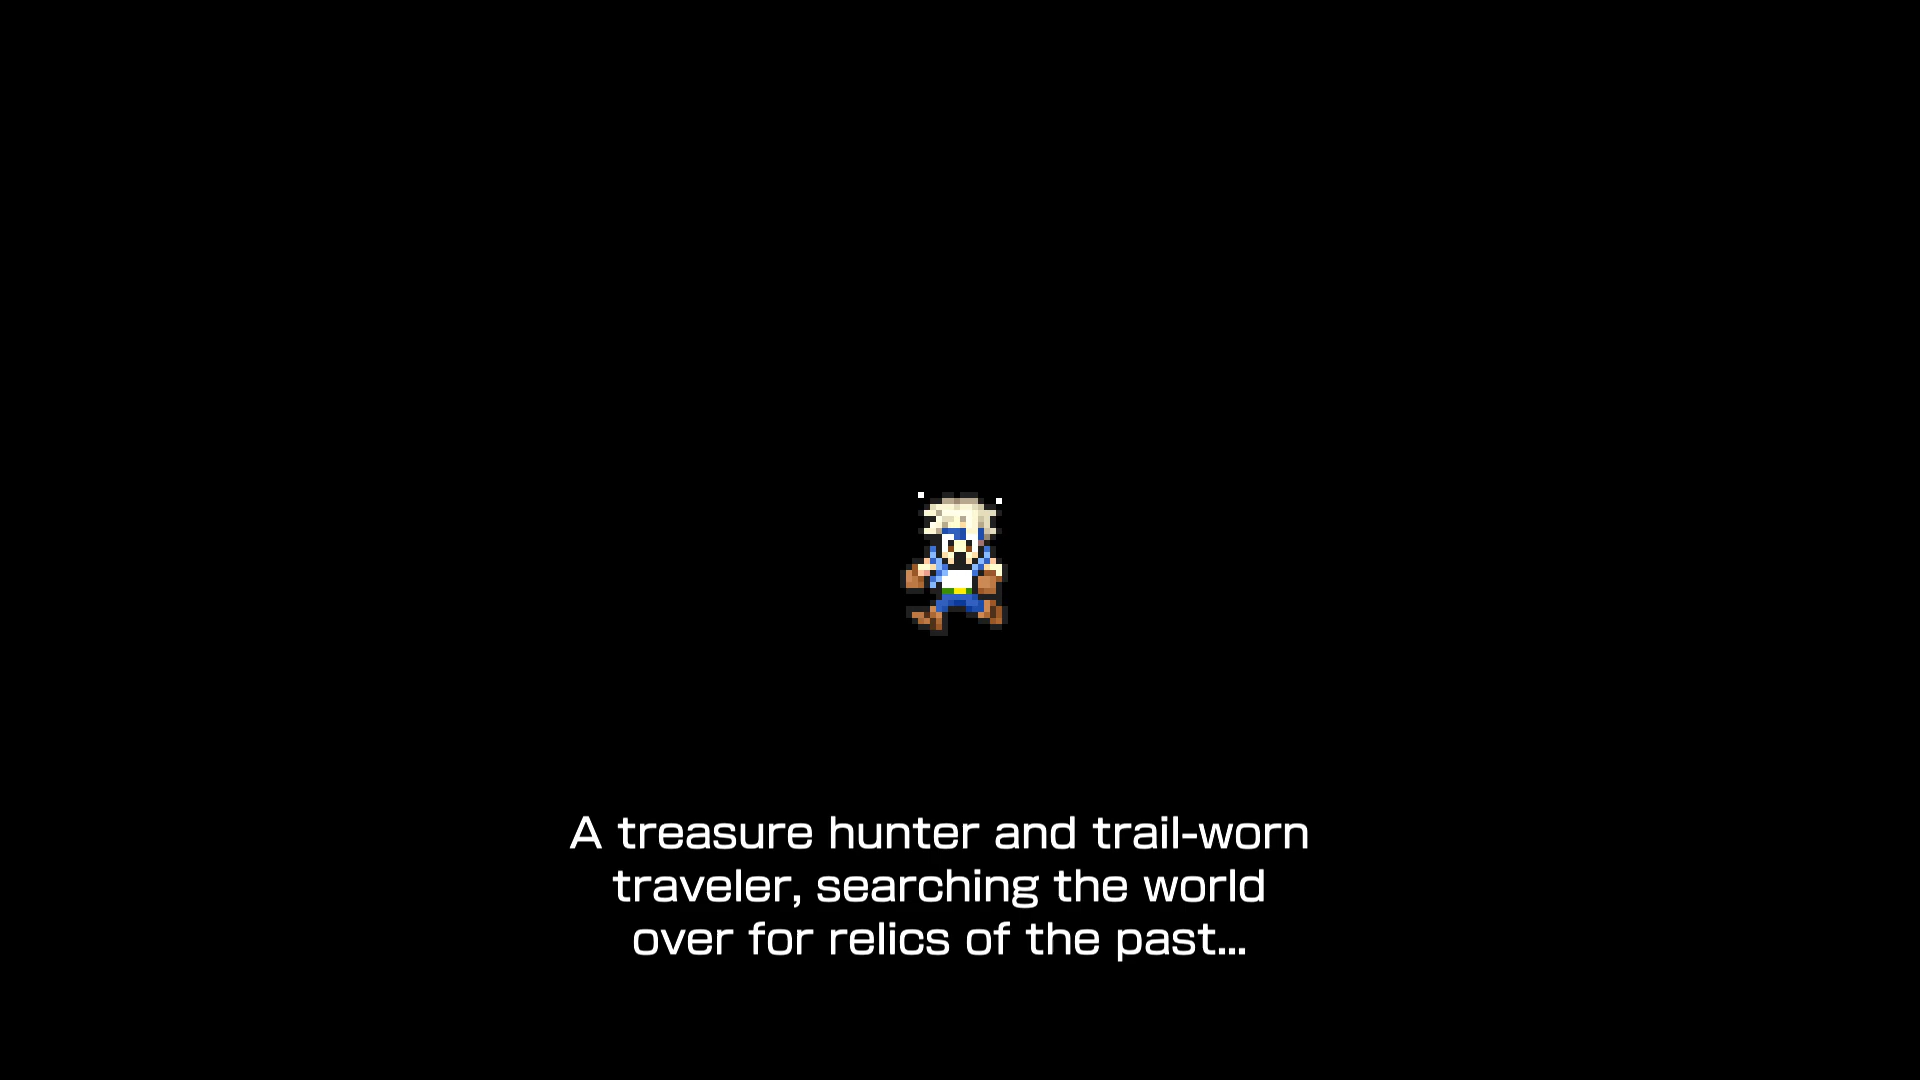 A treasure hunter and trail-worn
traveler, searching the world
over for relics of the past...